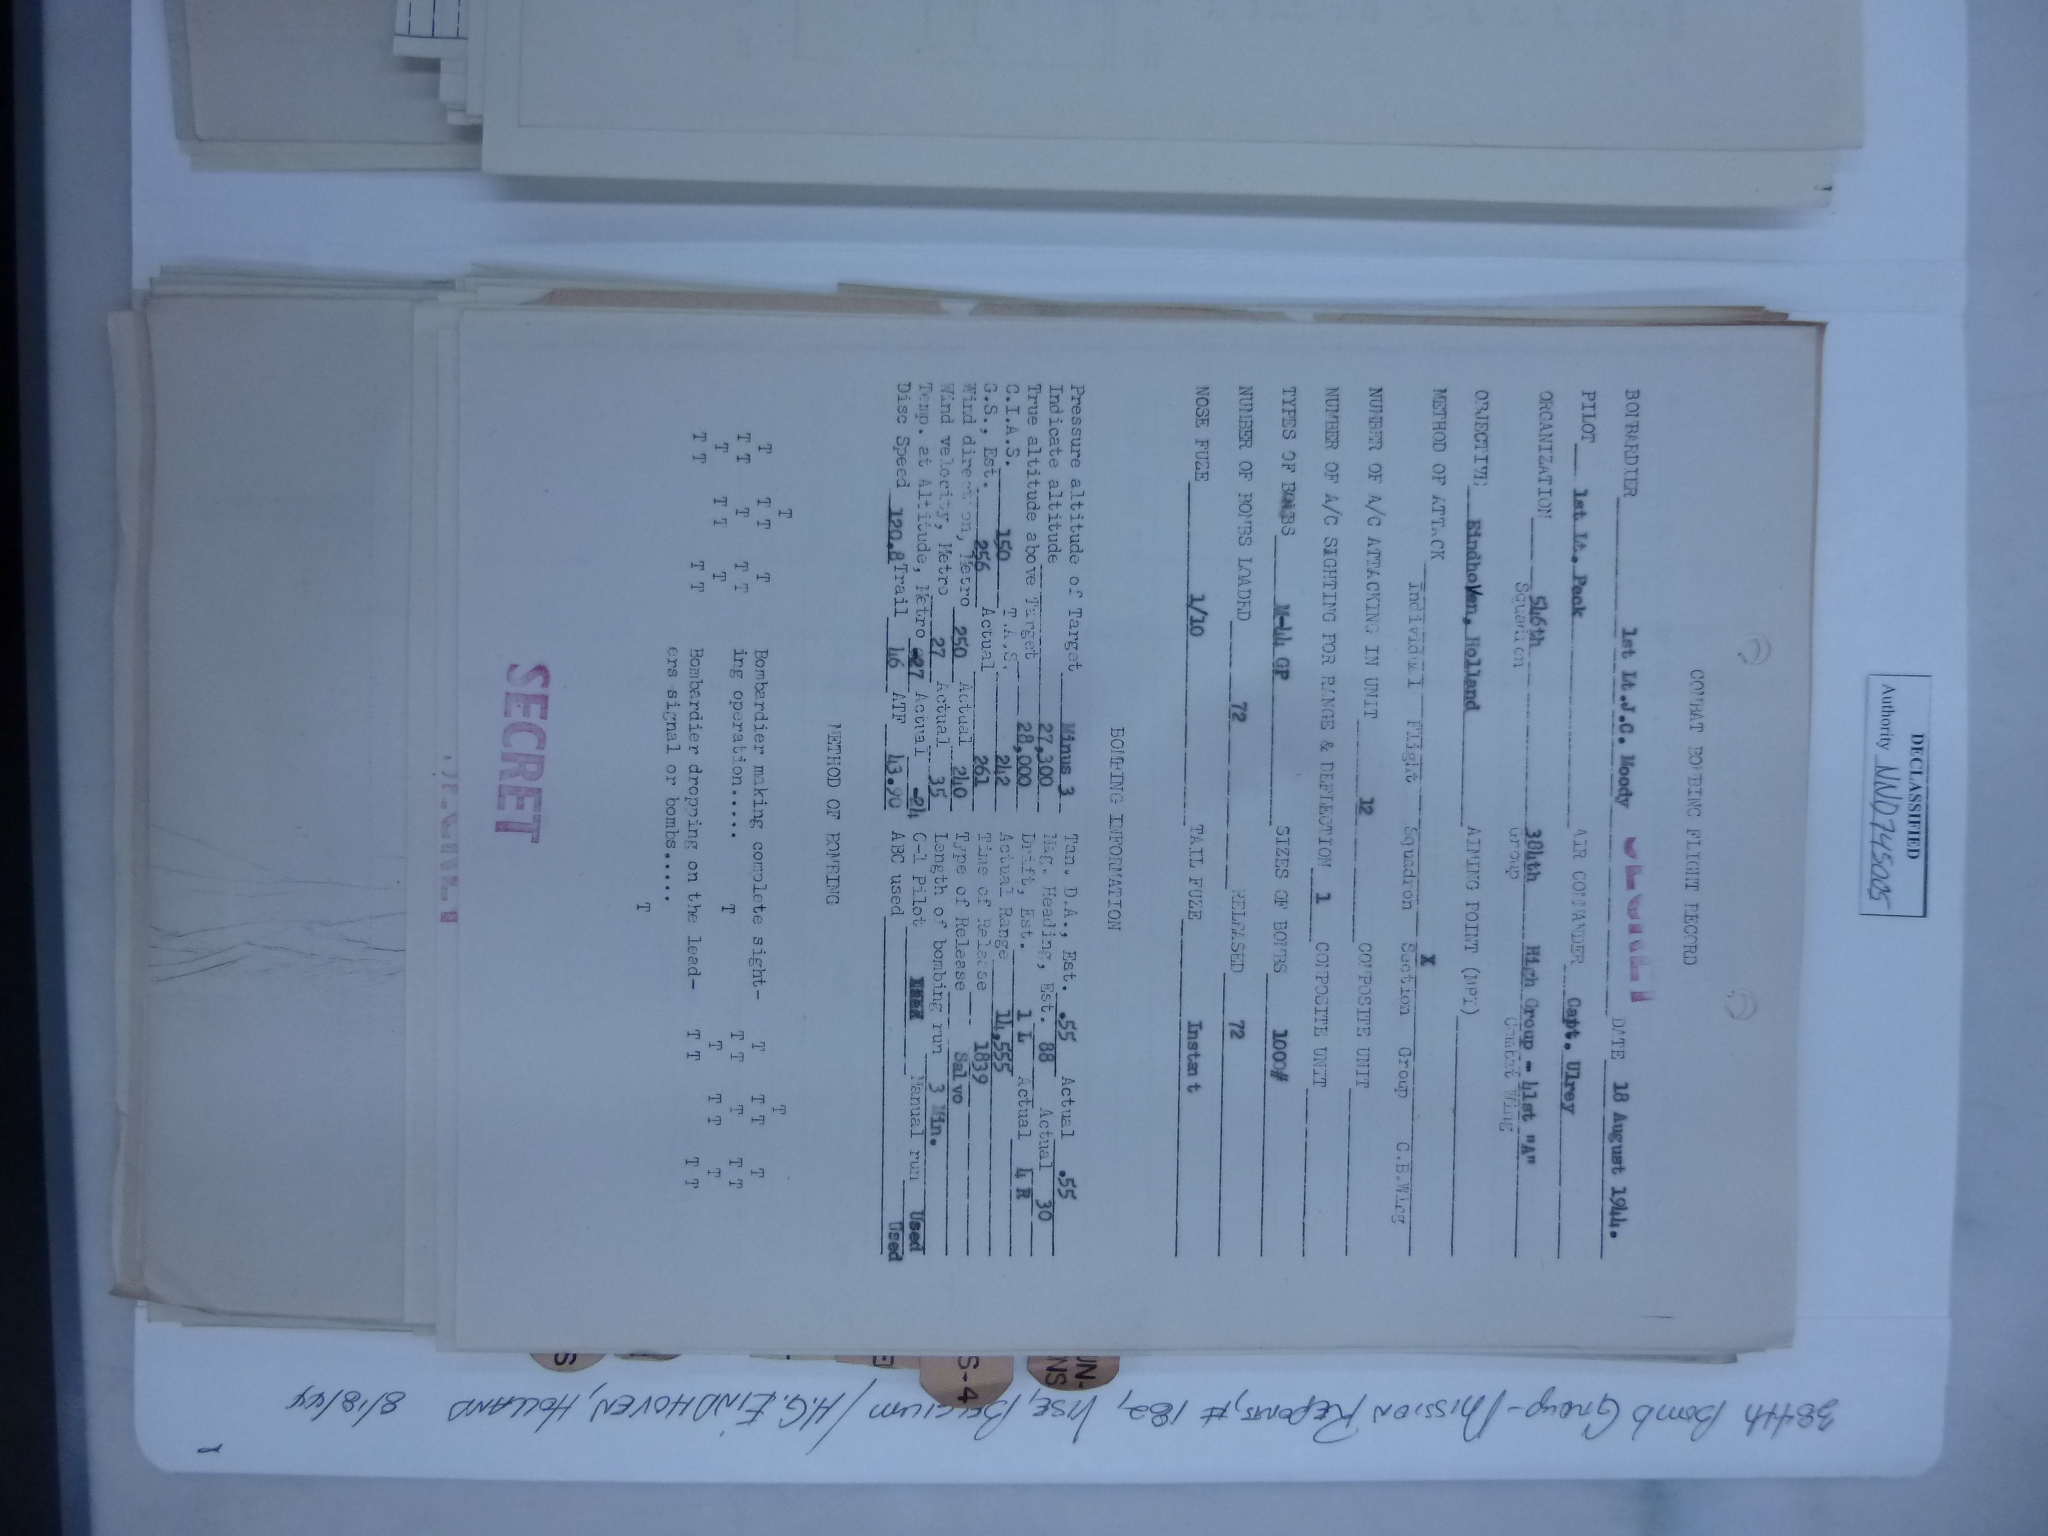 DECLASSIFIED
Authority NND745005
COMBAT BOMBING FLIGHT RECORD
BOMBARDIER 1st Lt.J.C. Moody DATE 18 August 1944.
PILOT 1st Lt. Peck AIR COMMANDER Capt. Ulrey
ORGANIZATION 546th 384th High Group - 41st "A"
Squadron Group Combat Wing
OBJECTIVE Eindhoven, Holland AIMING POINT (MPI)
METHOD OF ATTACK X
Individual Flight Squadron Section Group C.B.Wing
NUMBER OF A/C ATTACKING IN UNIT 12 COMPOSITE UNIT
NUMBER OF A/C SIGHTING FOR RANGE & DEFLECTION 1 COMPOSITE UNIT
TYPES OF BOMBS M-44 GP SIZES OF BOMBS 1000#
NUMBER OF BOMBS LOADED 72 RELEASED 72
NOSE FUZE 1/10 TAIL FUZE Instant
BOMBING INFORMATION
Pressure altitude of Target Minus 3 Tan. D.A., Est. .55 Actual .55
Indicate altitude 27,300 Mag. Heading, Est. 88 Actual 30
True altitude above Target 28,000 Drift, Est. 1 L Actual 4 R
C.I.A.S. 150 T.A.S. 242 Actual Range 14,555
G.S., Est. 256 Actual 261 Time of Release 1839
Wind direction, Metro 250 Actual 240 Type of Release Salvo
Wind velocity, Metro 27 Actual 35 Length of bombing run 3 Min.
Temp. at Altitude, Metro -27 Actual -24 C-1 Pilot Manual run Used
Disc Speed 120.8 Trail 46 ATF 43.90 ABC used Used
METHOD OF BOMBING
T T
T T T T T T T T
T T T T T Bombardier making complete sight- T T T T T
T T T T ing operation..... T T T T T
T T T T Bombardier dropping on the lead- T T T T
ers signal or bombs..... T
SECRET
UN-
NS
S-4
S
384th Bomb Group - Mission Reports, # 182, Vise, Belgium / H.G. Eindhoven, Holland 8/18/44